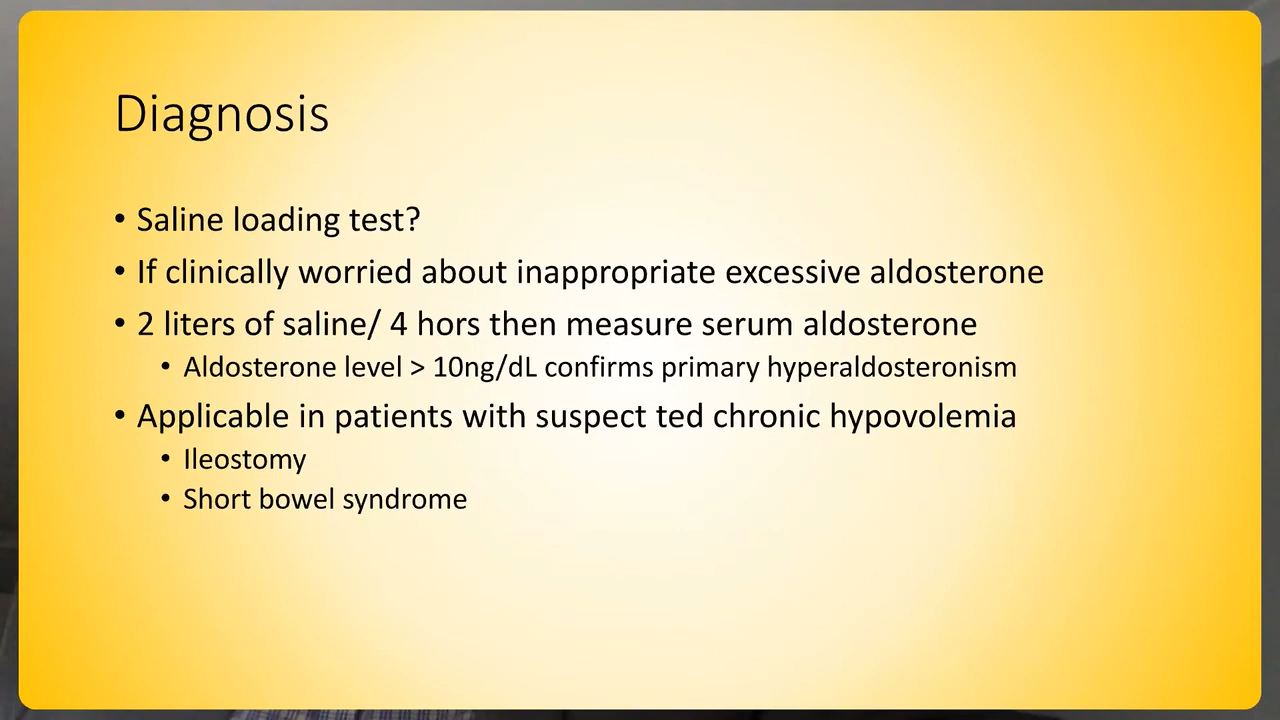 Diagnosis
• Saline loading test?
• If clinically worried about inappropriate excessive aldosterone
• 2 liters of saline/ 4 hors then measure serum aldosterone
• Aldosterone level > 10ng/dL confirms primary hyperaldosteronism
• Applicable in patients with suspect ted chronic hypovolemia
• Ileostomy
• Short bowel syndrome